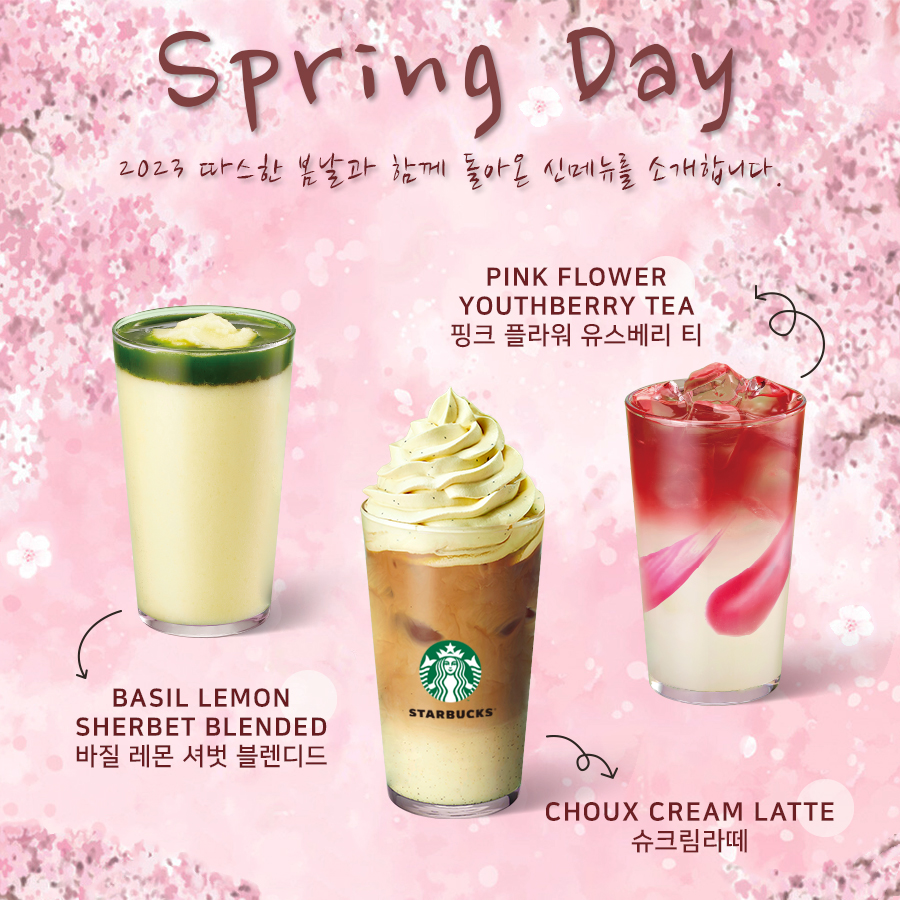 Spring Day
2023 따스한 봄날과 함께 돌아온 신메뉴를 소개합니다.
PINK FLOWER
YOUTHBERRY TEA
핑크 플라워 유스베리 티
STARBUCKS
BASIL LEMON
SHERBET BLENDED
바질 레몬 셔벗 블렌디드
CHOUX CREAM LATTE
슈크림라떼